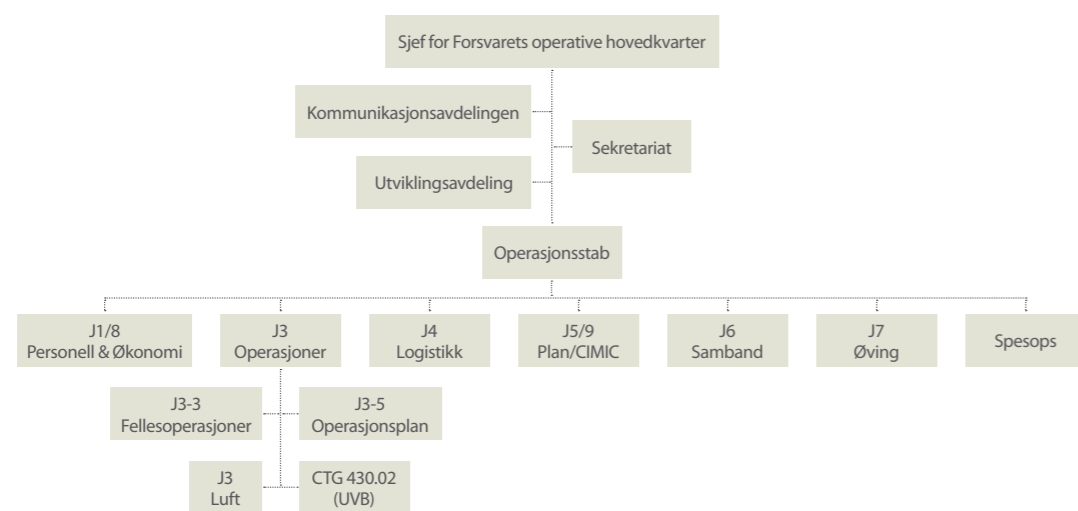 Sjef for Forsvarets operative hovedkvarter
Kommunikasjonsavdelingen
Sekretariat
Utviklingsavdeling
Operasjonsstab
J1/8
Personell & Økonomi
J3
Operasjoner
J4
Logistikk
J5/9
Plan/CIMIC
J6
Samband
J7
Øving
Spesops
J3-3
Fellesoperasjoner
J3-5
Operasjonsplan
J3
Luft
CTG 430.02
(UVB)